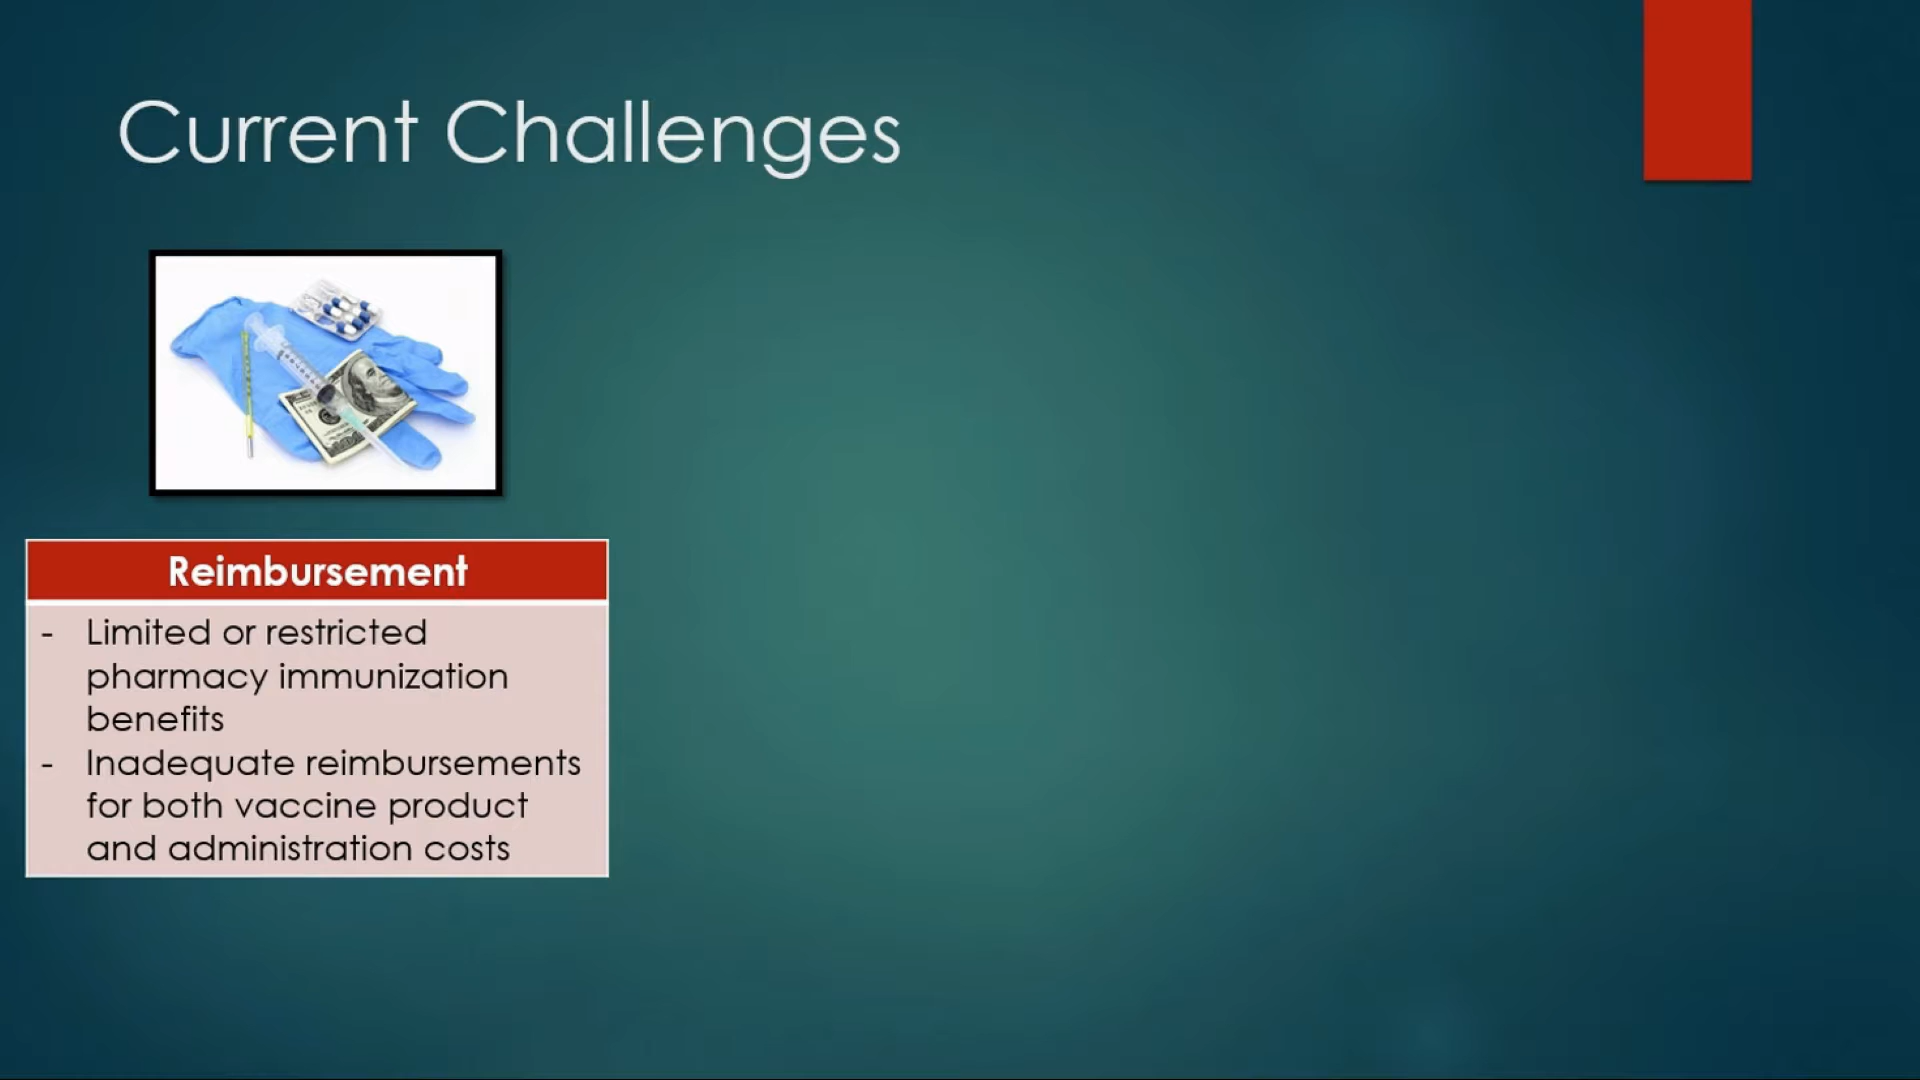 Current Challenges
Reimbursement
- Limited or restricted
pharmacy immunization
benefits
- Inadequate reimbursements
for both vaccine product
and administration costs